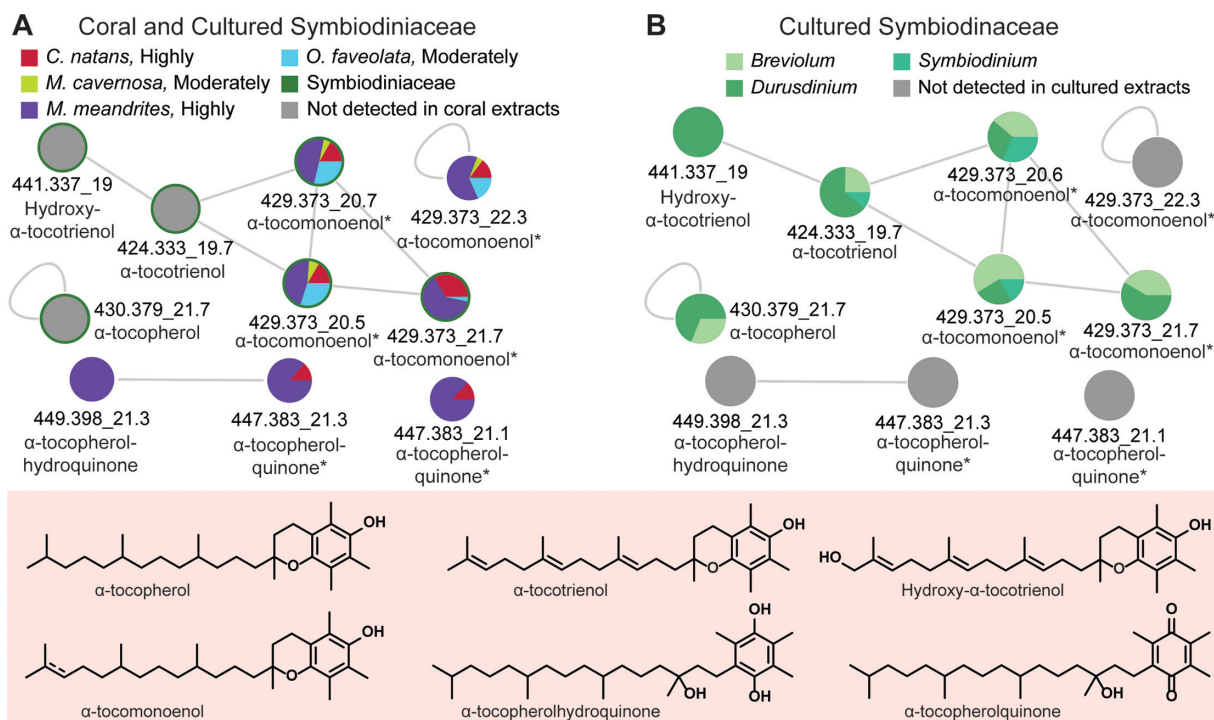 A Coral and Cultured Symbiodiniaceae
C. natans, Highly
O. faveolata, Moderately
M. cavernosa, Moderately
Symbiodiniaceae
M. meandrites, Highly
Not detected in coral extracts
441.337_19
Hydroxy-
α-tocotrienol
424.333_19.7
α-tocotrienol
429.373_20.7
α-tocomonoenol*
429.373_22.3
α-tocomonoenol*
430.379_21.7
α-tocopherol
429.373_20.5
α-tocomonoenol*
429.373_21.7
α-tocomonoenol*
449.398_21.3
α-tocopherol-
hydroquinone
447.383_21.3
α-tocopherol-
quinone*
447.383_21.1
α-tocopherol-
quinone*
B Cultured Symbiodinaceae
Breviolum
Symbiodinium
Durusdinium
Not detected in cultured extracts
441.337_19
Hydroxy-
α-tocotrienol
424.333_19.7
α-tocotrienol
429.373_20.6
α-tocomonoenol*
429.373_22.3
α-tocomonoenol*
430.379_21.7
α-tocopherol
429.373_20.5
α-tocomonoenol*
429.373_21.7
α-tocomonoenol*
449.398_21.3
α-tocopherol-
hydroquinone
447.383_21.3
α-tocopherol-
quinone*
447.383_21.1
α-tocopherol-
quinone*
OH
O
α-tocopherol
OH
O
α-tocotrienol
HO
OH
O
Hydroxy-α-tocotrienol
OH
O
α-tocomonoenol
OH
OH
OH
α-tocopherolhydroquinone
O
OH
O
α-tocopherolquinone